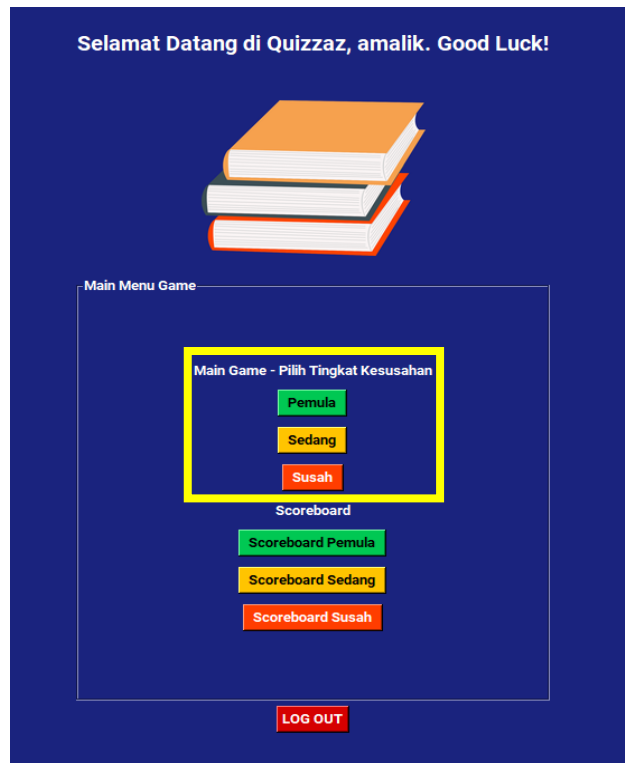 Selamat Datang di Quizzaz, amalik. Good Luck!
Main Menu Game
Main Game - Pilih Tingkat Kesusahan
Pemula
Sedang
Susah
Scoreboard
Scoreboard Pemula
Scoreboard Sedang
Scoreboard Susah
LOG OUT